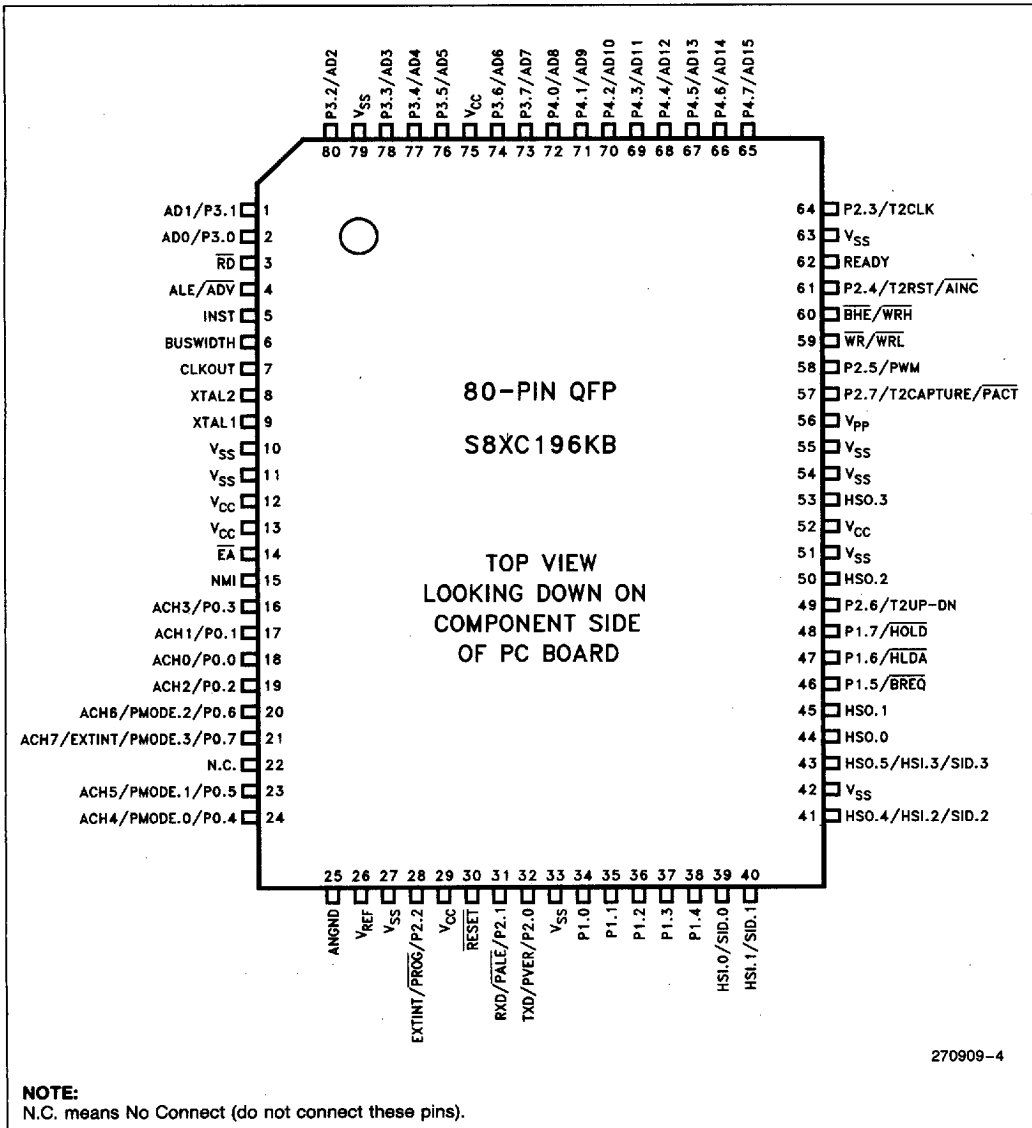 P3.2/AD2
VSS
P3.3/AD3
P3.4/AD4
P3.5/AD5
VCC
P3.6/AD6
P3.7/AD7
P4.0/AD8
P4.1/AD9
P4.2/AD10
P4.3/AD11
P4.4/AD12
P4.5/AD13
P4.6/AD14
P4.7/AD15
80 79 78 77 76 75 74 73 72 71 70 69 68 67 66 65
AD1/P3.1 1
AD0/P3.0 2
RD 3
ALE/ADV 4
INST 5
BUSWIDTH 6
CLKOUT 7
XTAL2 8
XTAL1 9
VSS 10
VSS 11
VCC 12
VCC 13
EA 14
NMI 15
ACH3/P0.3 16
ACH1/P0.1 17
ACH0/P0.0 18
ACH2/P0.2 19
ACH6/PMODE.2/P0.6 20
ACH7/EXTINT/PMODE.3/P0.7 21
N.C. 22
ACH5/PMODE.1/P0.5 23
ACH4/PMODE.0/P0.4 24
80-PIN QFP
S8XC196KB
TOP VIEW
LOOKING DOWN ON
COMPONENT SIDE
OF PC BOARD
64 P2.3/T2CLK
63 VSS
62 READY
61 P2.4/T2RST/AINC
60 BHE/WRH
59 WR/WRL
58 P2.5/PWM
57 P2.7/T2CAPTURE/PACT
56 VPP
55 VSS
54 VSS
53 HSO.3
52 VCC
51 VSS
50 HSO.2
49 P2.6/T2UP-DN
48 P1.7/HOLD
47 P1.6/HLDA
46 P1.5/BREQ
45 HSO.1
44 HSO.0
43 HSO.5/HSI.3/SID.3
42 VSS
41 HSO.4/HSI.2/SID.2
25 26 27 28 29 30 31 32 33 34 35 36 37 38 39 40
ANGND
VREF
VSS
EXTINT/PROG/P2.2
VCC
RESET
RXD/PALE/P2.1
TXD/PVER/P2.0
VSS
P1.0
P1.1
P1.2
P1.3
P1.4
HSI.0/SID.0
HSI.1/SID.1
270909-4
NOTE:
N.C. means No Connect (do not connect these pins).